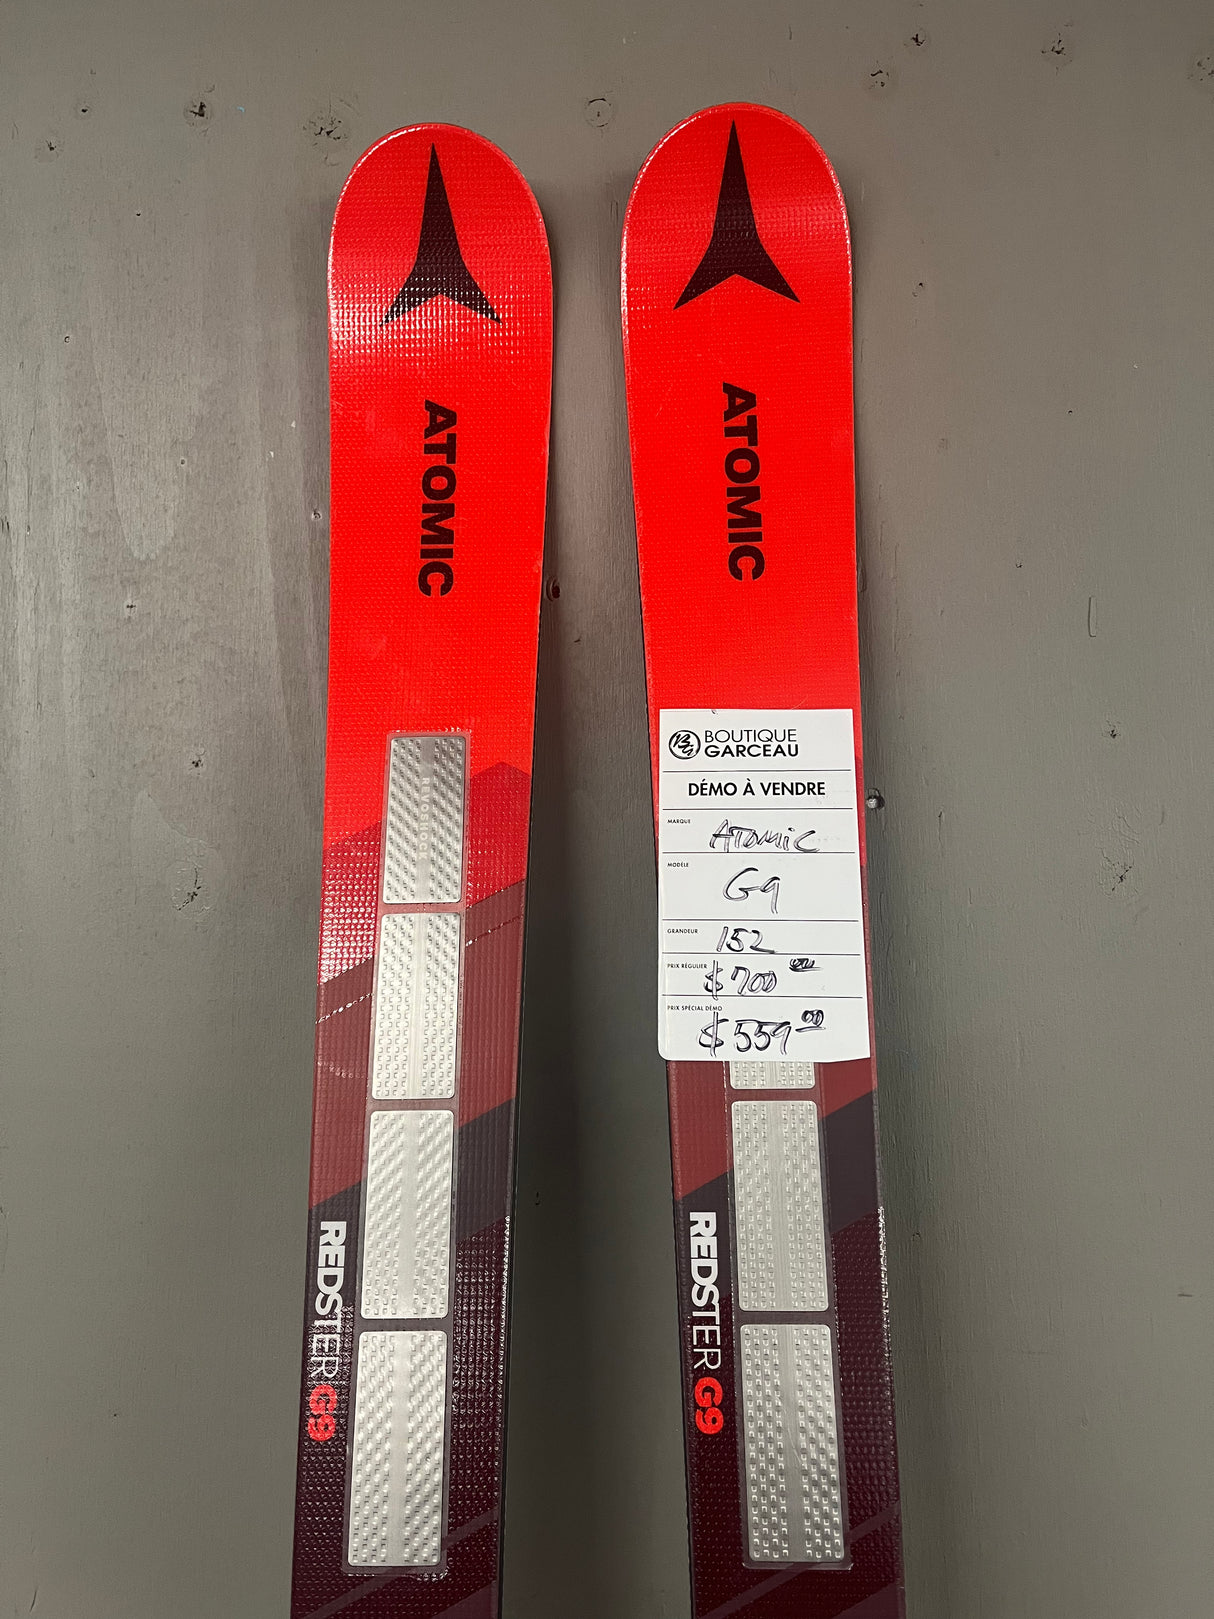 ATOMIC
REVOSHOCK
REDSTER G9
ATOMIC
BOUTIQUE
GARCEAU
DÉMO À VENDRE
MARQUE
ATOMiC
MODÈLE
G9
GRANDEUR
152
PRIX RÉGULIER
$700 00
PRIX SPÉCIAL DÉMO
$559 00
REDSTER G9